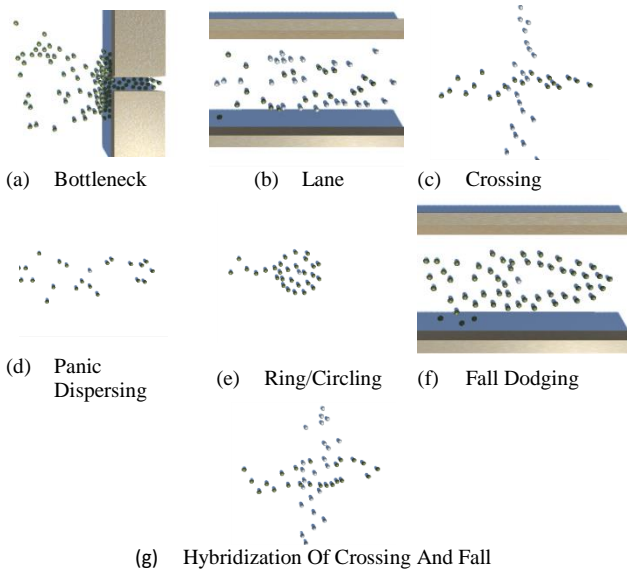 (a) Bottleneck
(b) Lane
(c) Crossing
(d) Panic
Dispersing
(e) Ring/Circling
(f) Fall Dodging
(g) Hybridization Of Crossing And Fall